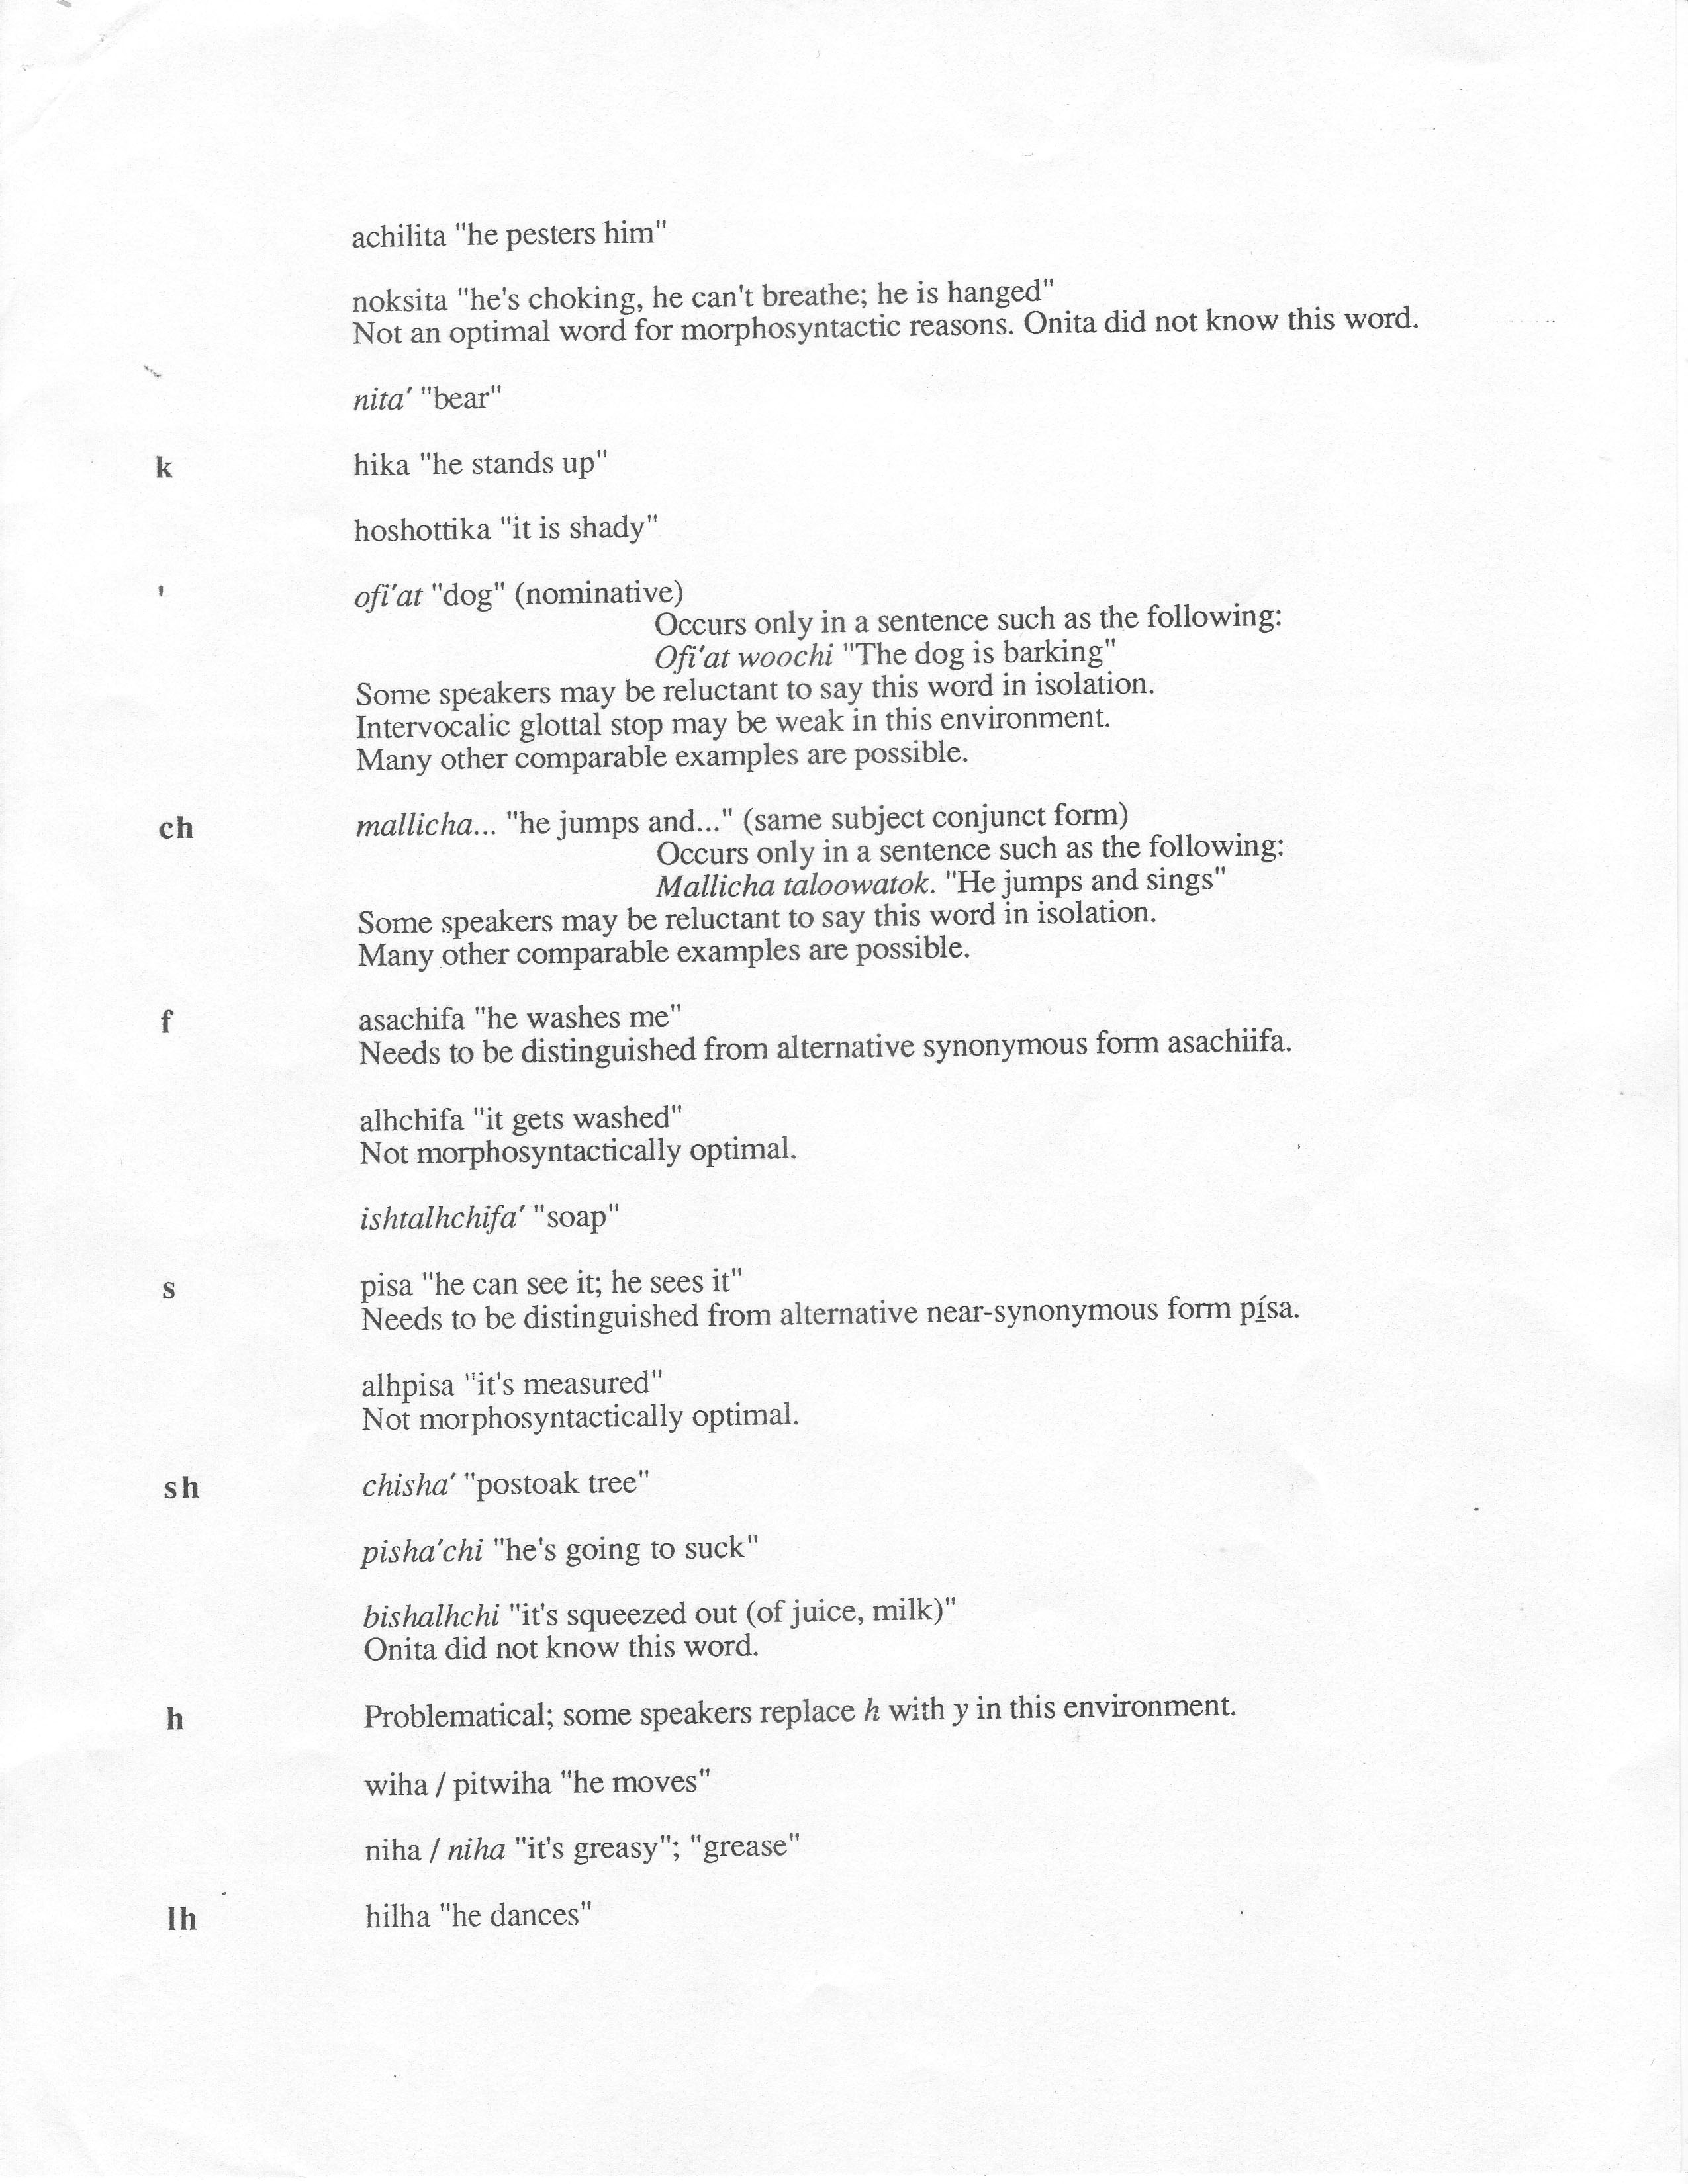 achilita "he pesters him"
noksita "he's choking, he can't breathe; he is hanged"
Not an optimal word for morphosyntactic reasons. Onita did not know this word.
nita' "bear"
k hika "he stands up"
hoshottika "it is shady"
' ofi'at "dog" (nominative)
Occurs only in a sentence such as the following:
Ofi'at woochi "The dog is barking"
Some speakers may be reluctant to say this word in isolation.
Intervocalic glottal stop may be weak in this environment.
Many other comparable examples are possible.
ch mallicha... "he jumps and..." (same subject conjunct form)
Occurs only in a sentence such as the following:
Mallicha taloowatok. "He jumps and sings"
Some speakers may be reluctant to say this word in isolation.
Many other comparable examples are possible.
f asachifa "he washes me"
Needs to be distinguished from alternative synonymous form asachiifa.
alhchifa "it gets washed"
Not morphosyntactically optimal.
ishtalhchifa' "soap"
s pisa "he can see it; he sees it"
Needs to be distinguished from alternative near-synonymous form pí̱sa.
alhpisa "it's measured"
Not morphosyntactically optimal.
sh chisha' "postoak tree"
pisha'chi "he's going to suck"
bishalhchi "it's squeezed out (of juice, milk)"
Onita did not know this word.
h Problematical; some speakers replace h with y in this environment.
wiha / pitwiha "he moves"
niha / niha "it's greasy"; "grease"
lh hilha "he dances"